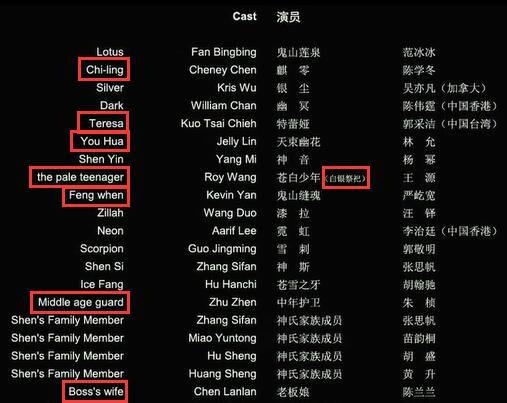 Cast 演员
Lotus Fan Bingbing 鬼山莲泉 范冰冰
Chi-ling Cheney Chen 麒零 陈学冬
Silver Kris Wu 银尘 吴亦凡（加拿大）
Dark William Chan 幽冥 陈伟霆（中国香港）
Teresa Kuo Tsai Chieh 特蕾娅 郭采洁（中国台湾）
You Hua Jelly Lin 天束幽花 林允
Shen Yin Yang Mi 神音 杨幂
the pale teenager Roy Wang 苍白少年（白银祭祀） 王源
Feng when Kevin Yan 鬼山缝魂 严屹宽
Zillah Wang Duo 漆拉 汪铎
Neon Aarif Lee 霓虹 李治廷（中国香港）
Scorpion Guo Jingming 雪刺 郭敬明
Shen Si Zhang Sifan 神斯 张思帆
Ice Fang Hu Hanchi 苍雪之牙 胡翰驰
Middle age guard Zhu Zhen 中年护卫 朱桢
Shen's Family Member Zhang Sifan 神氏家族成员 张思帆
Shen's Family Member Miao Yuntong 神氏家族成员 苗韵桐
Shen's Family Member Hu Sheng 神氏家族成员 胡盛
Shen's Family Member Huang Sheng 神氏家族成员 黄升
Boss's wife Chen Lanlan 老板娘 陈兰兰